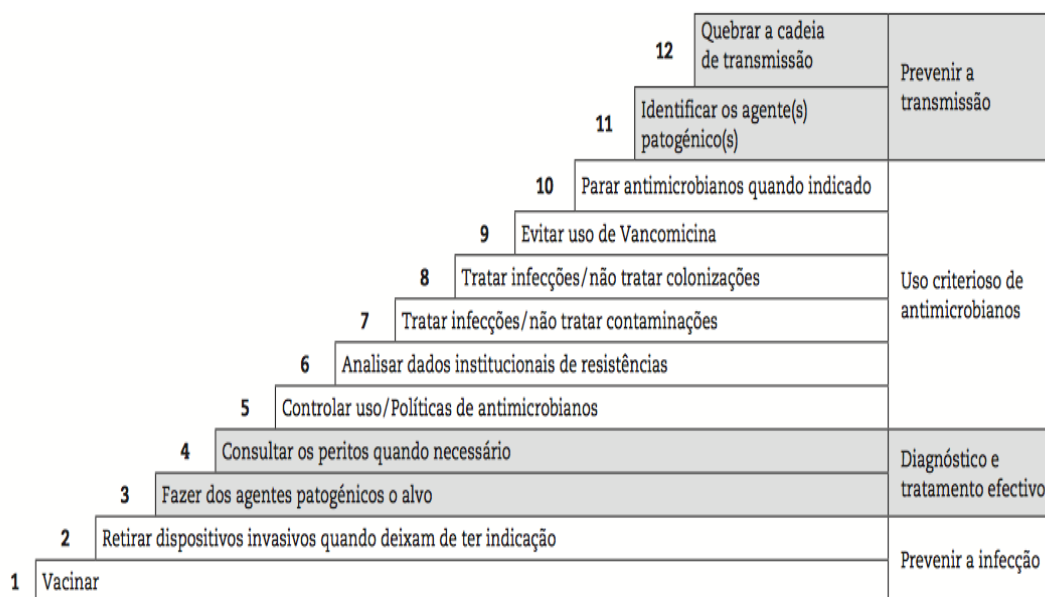 12
Quebrar a cadeia
de transmissão
Prevenir a
transmissão
11
Identificar os agente(s)
patogénico(s)
10
Parar antimicrobianos quando indicado
9
Evitar uso de Vancomicina
8
Tratar infecções/não tratar colonizações
Uso criterioso de
antimicrobianos
7
Tratar infecções/não tratar contaminações
6
Analisar dados institucionais de resistências
5
Controlar uso/Políticas de antimicrobianos
4
Consultar os peritos quando necessário
Diagnóstico e
tratamento efectivo
3
Fazer dos agentes patogénicos o alvo
2
Retirar dispositivos invasivos quando deixam de ter indicação
Prevenir a infecção
1
Vacinar